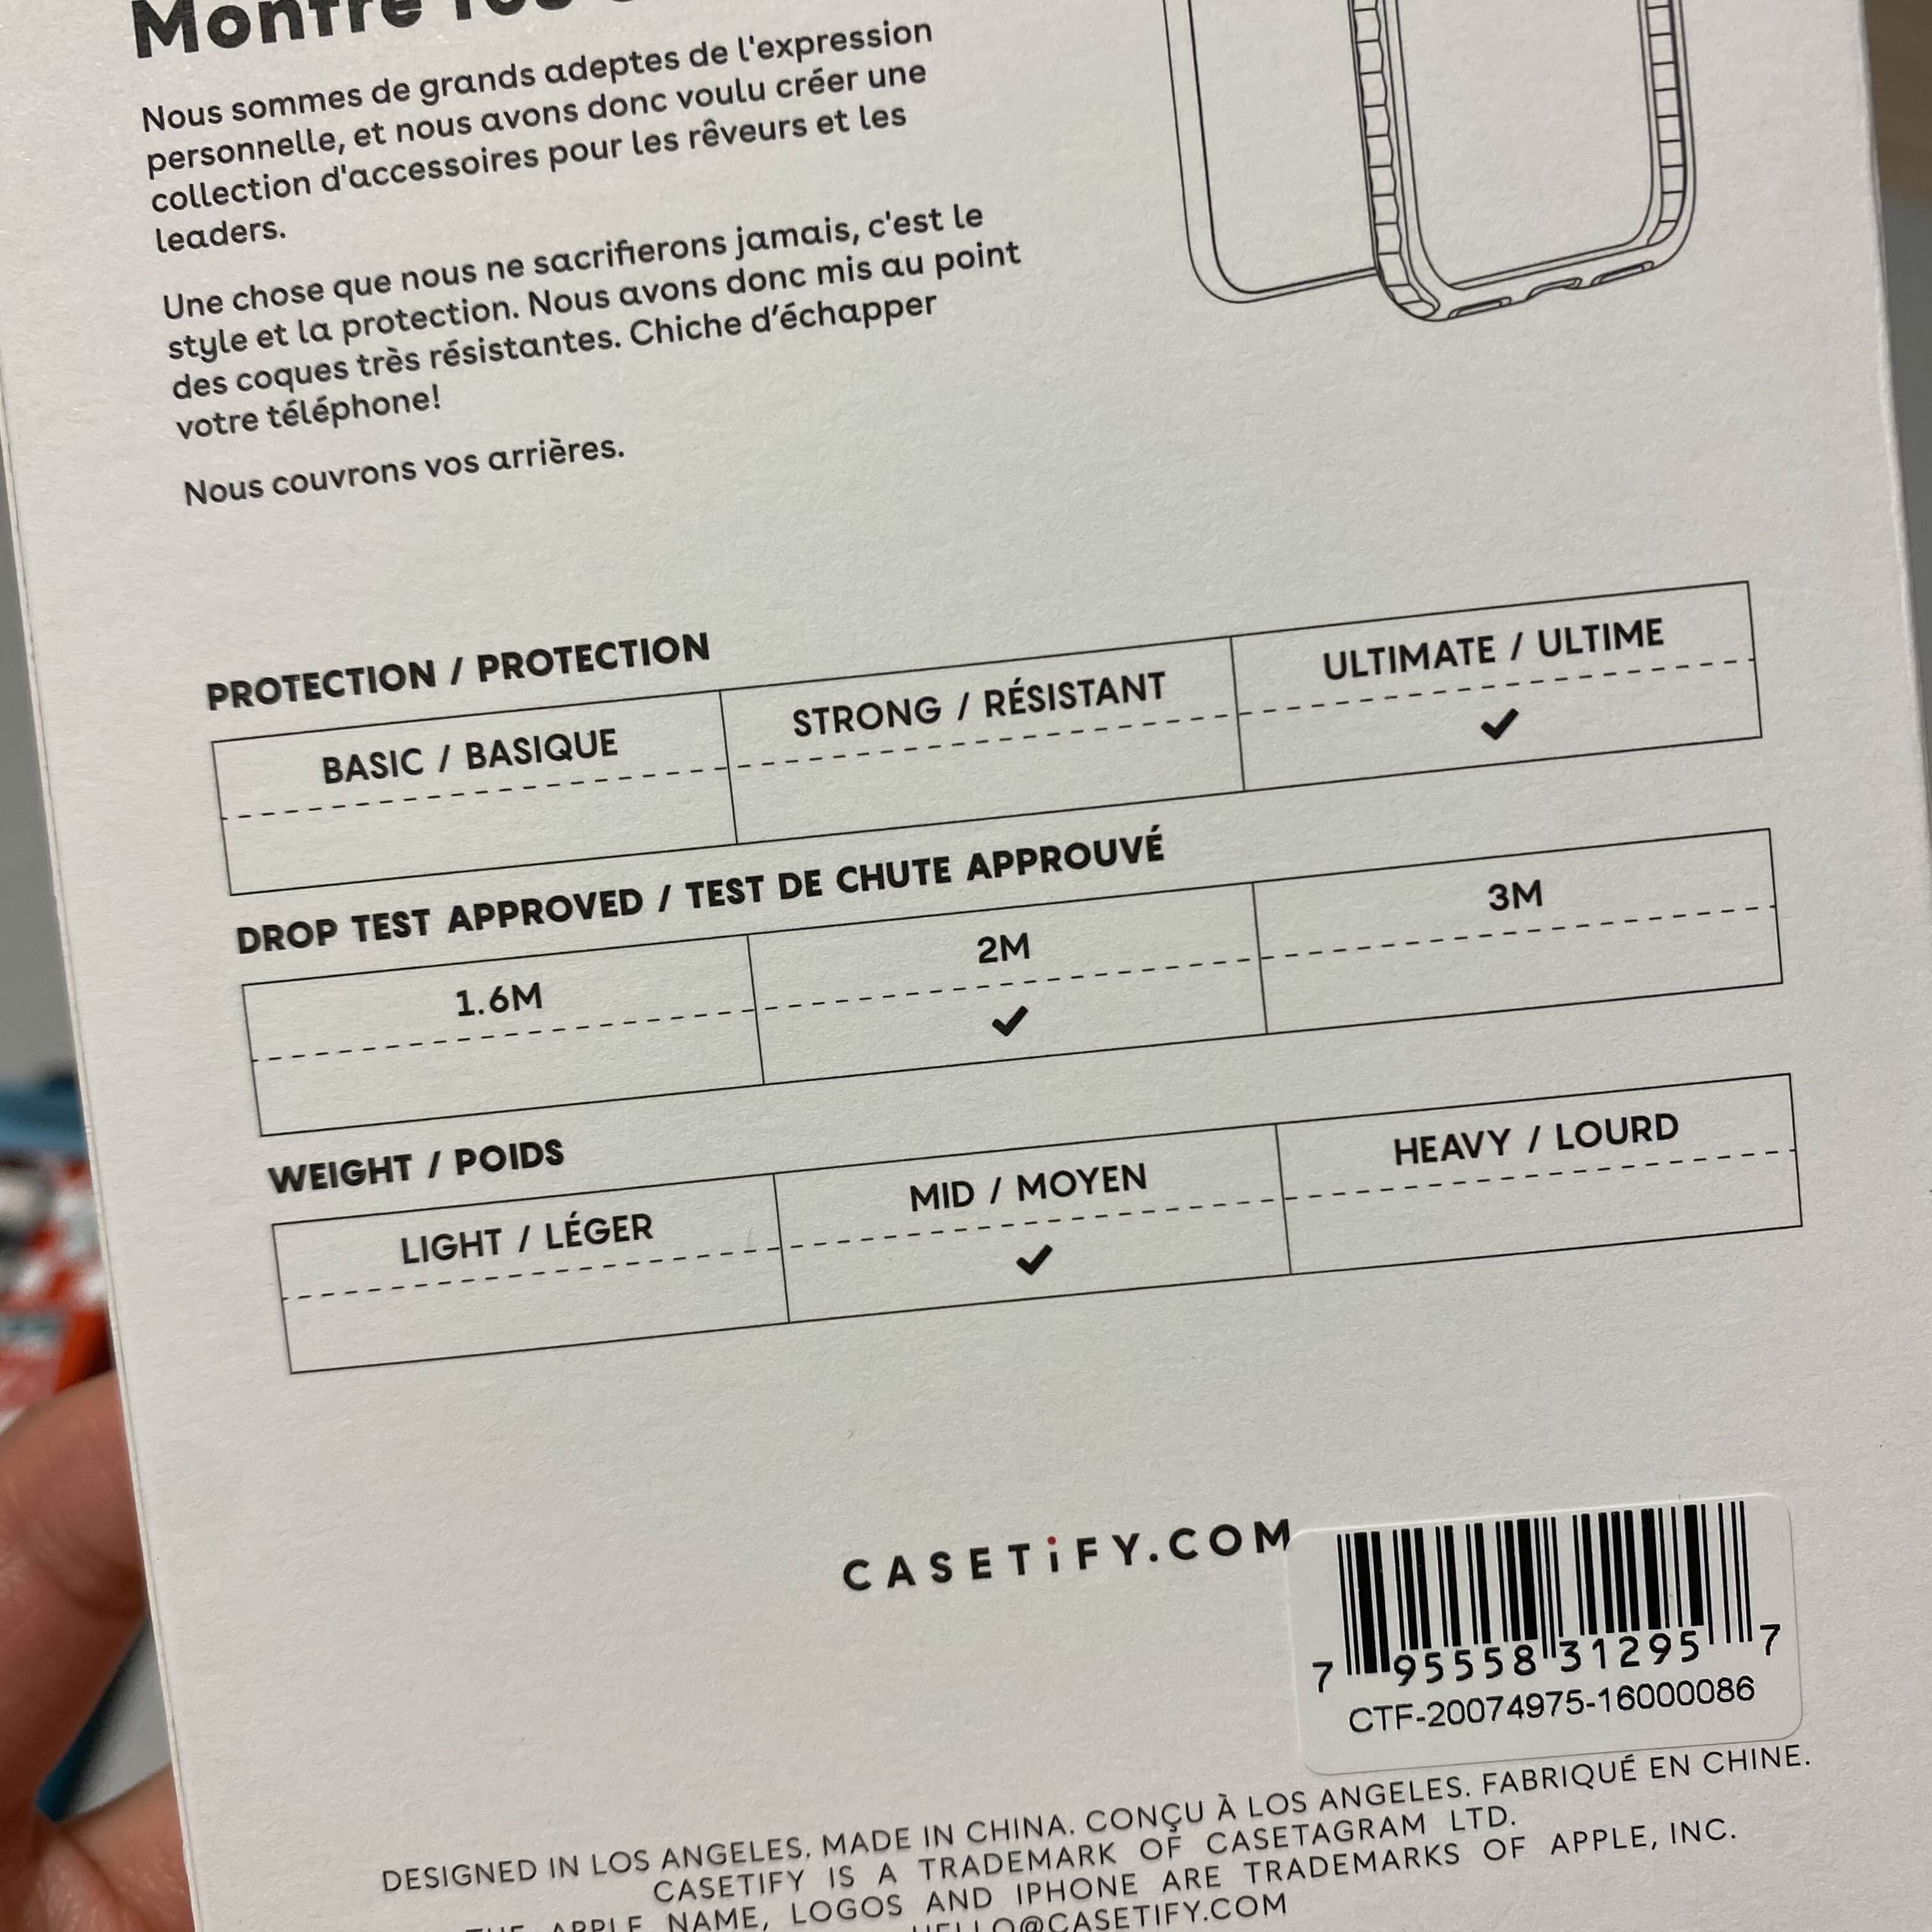 Montre
Nous sommes de grands adeptes de l'expression
personnelle, et nous avons donc voulu créer une
collection d'accessoires pour les rêveurs et les
leaders.
Une chose que nous ne sacrifierons jamais, c'est le
style et la protection. Nous avons donc mis au point
des coques très résistantes. Chiche d'échapper
votre téléphone!
Nous couvrons vos arrières.
PROTECTION / PROTECTION
BASIC / BASIQUE
STRONG / RÉSISTANT
ULTIMATE / ULTIME
✓
DROP TEST APPROVED / TEST DE CHUTE APPROUVÉ
1.6M
2M
3M
✓
WEIGHT / POIDS
LIGHT / LÉGER
MID / MOYEN
HEAVY / LOURD
✓
CASETiFY.COM
7 95558 31295 7
CTF-20074975-16000086
DESIGNED IN LOS ANGELES, MADE IN CHINA. CONÇU À LOS ANGELES. FABRIQUÉ EN CHINE.
CASETIFY IS A TRADEMARK OF CASETAGRAM LTD.
THE APPLE NAME, LOGOS AND IPHONE ARE TRADEMARKS OF APPLE, INC.
HELLO@CASETIFY.COM